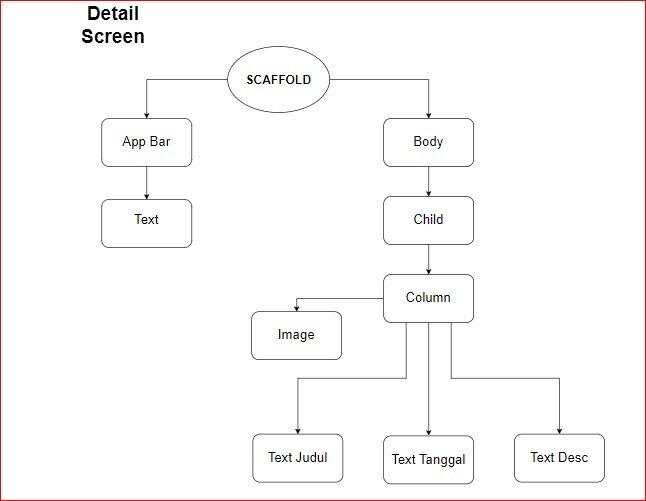 Detail
Screen
SCAFFOLD
App Bar
Body
Text
Child
Column
Image
Text Judul
Text Tanggal
Text Desc